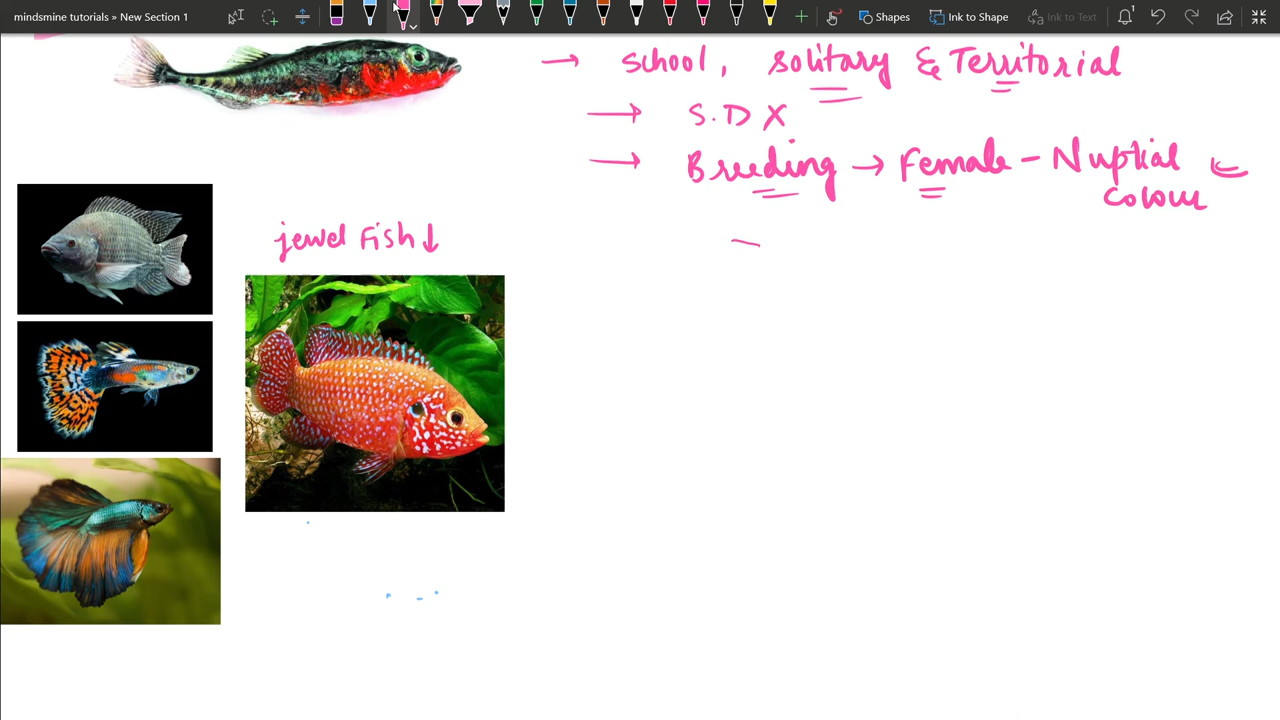 mindsmine tutorials » New Section 1
Shapes
Ink to Shape
Ink to Text
1
→ School, Solitary & Territorial
→ S.D X
→ Breeding → Female - Nuptial
colour
jewel Fish ↓